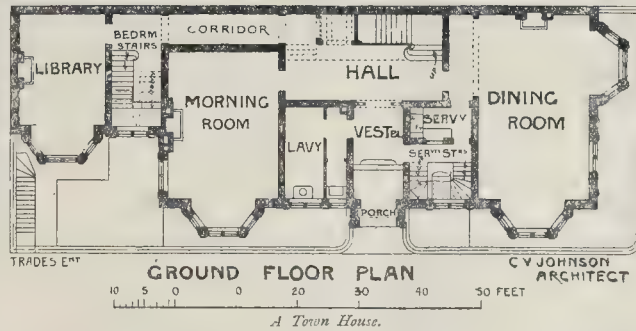 BEDRM
STAIRS
CORRIDOR
LIBRARY
HALL
S
MORNING
ROOM
DINING
ROOM
LAVY
VESTLE
SERVY
SERVTS STRS
PORCH
TRADES ENT
GROUND FLOOR PLAN
C V JOHNSON
ARCHITECT
10 5 0 10 20 30 40 50 FEET
A Town House.